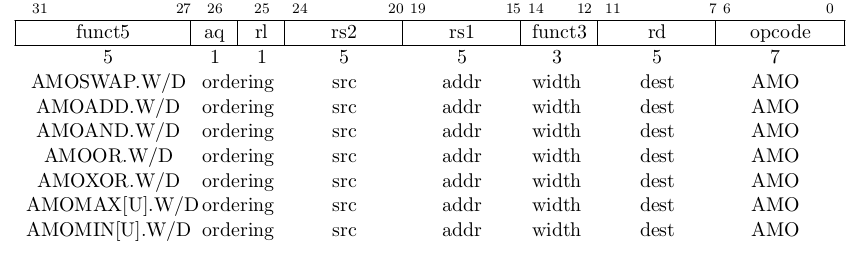 31 27 26 25 24 20 19 15 14 12 11 7 6 0
funct5 aq rl rs2 rs1 funct3 rd opcode
5 1 1 5 5 3 5 7
AMOSWAP.W/D ordering src addr width dest AMO
AMOADD.W/D ordering src addr width dest AMO
AMOAND.W/D ordering src addr width dest AMO
AMOOR.W/D ordering src addr width dest AMO
AMOXOR.W/D ordering src addr width dest AMO
AMOMAX[U].W/D ordering src addr width dest AMO
AMOMIN[U].W/D ordering src addr width dest AMO